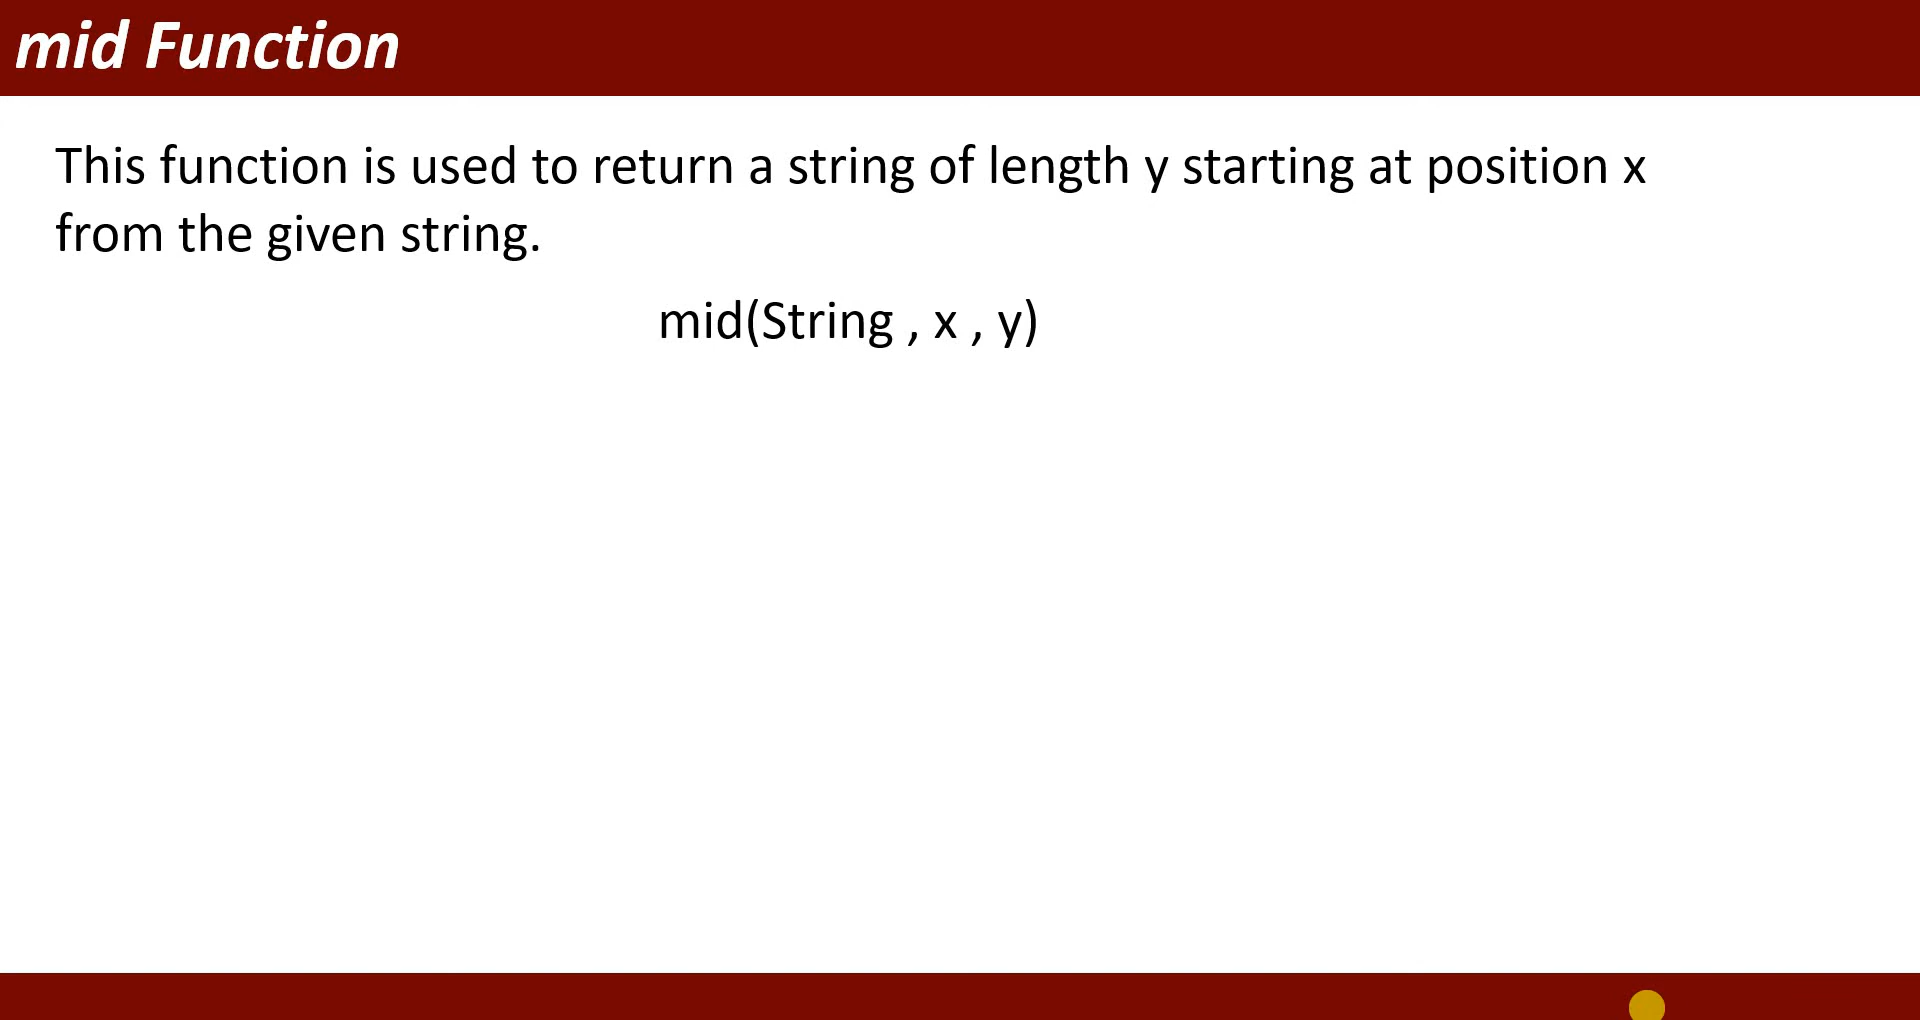 mid Function
This function is used to return a string of length y starting at position x
from the given string.
mid(String , x , y)